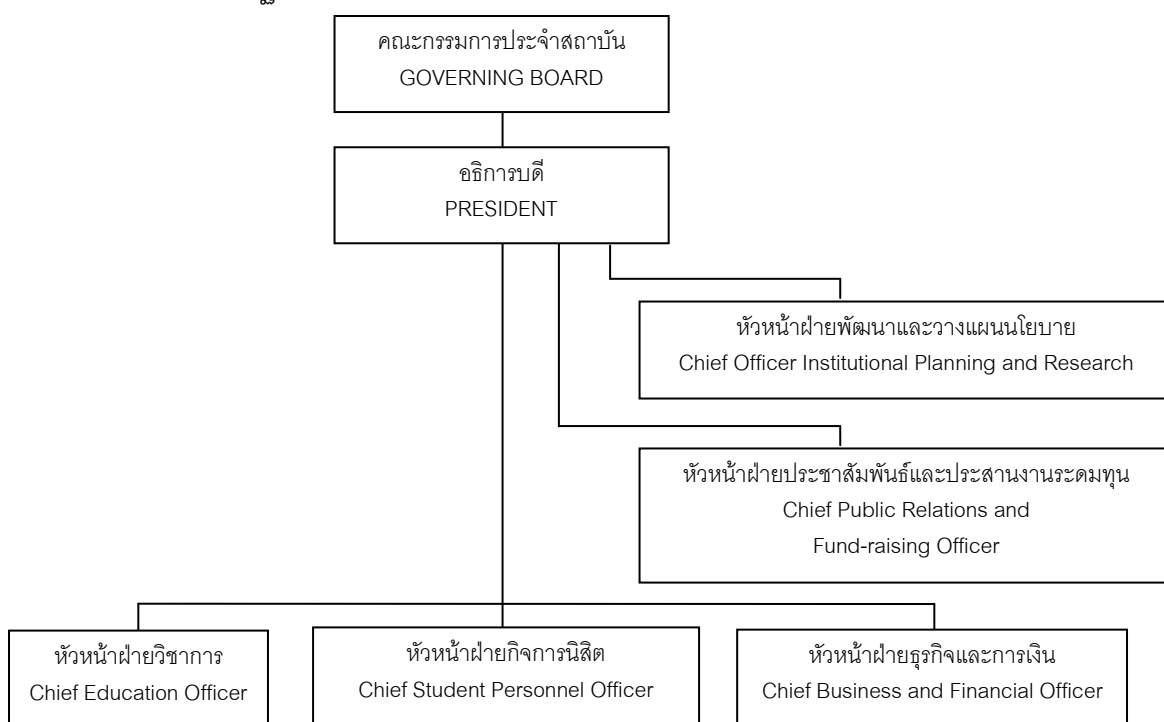 คณะกรรมการประจำสถาบัน
GOVERNING BOARD
อธิการบดี
PRESIDENT
หัวหน้าฝ่ายพัฒนาและวางแผนนโยบาย
Chief Officer Institutional Planning and Research
หัวหน้าฝ่ายประชาสัมพันธ์และประสานงานระดมทุน
Chief Public Relations and
Fund-raising Officer
หัวหน้าฝ่ายวิชาการ
Chief Education Officer
หัวหน้าฝ่ายกิจการนิสิต
Chief Student Personnel Officer
หัวหน้าฝ่ายธุรกิจและการเงิน
Chief Business and Financial Officer